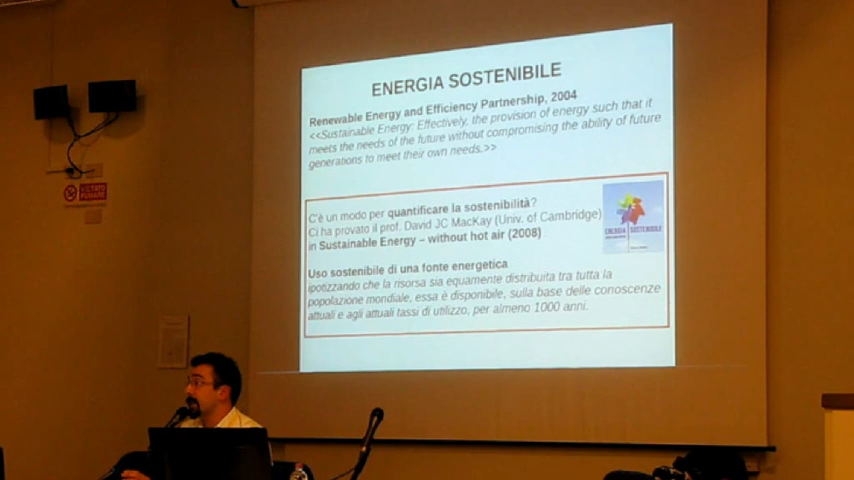 ENERGIA SOSTENIBILE
Renewable Energy and Efficiency Partnership, 2004
<<Sustainable Energy: Effectively, the provision of energy such that it
meets the needs of the future without compromising the ability of future
generations to meet their own needs.>>
C'è un modo per quantificare la sostenibilità?
Ci ha provato il prof. David JC MacKay (Univ. of Cambridge)
in Sustainable Energy – without hot air (2008)
ENERGIA SOSTENIBILE
Uso sostenibile di una fonte energetica
ipotizzando che la risorsa sia equamente distribuita tra tutta la
popolazione mondiale, essa è disponibile, sulla base delle conoscenze
attuali e agli attuali tassi di utilizzo, per almeno 1000 anni.
VIETATO
FUMARE